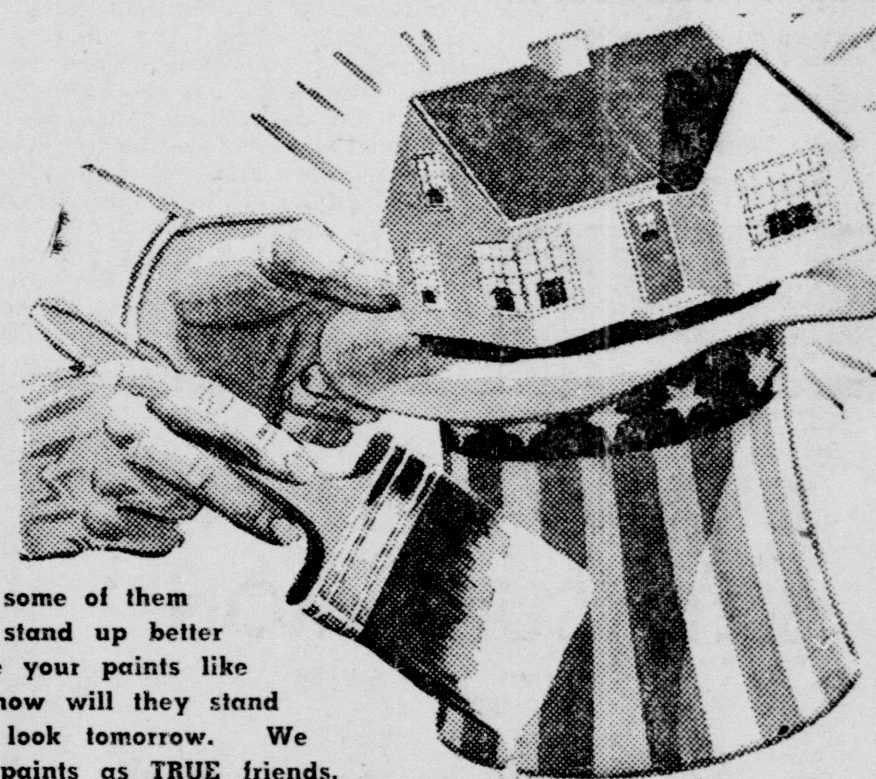 some of them
stand up better
your paints like
how will they stand
look tomorrow. We
paints as TRUE friends.